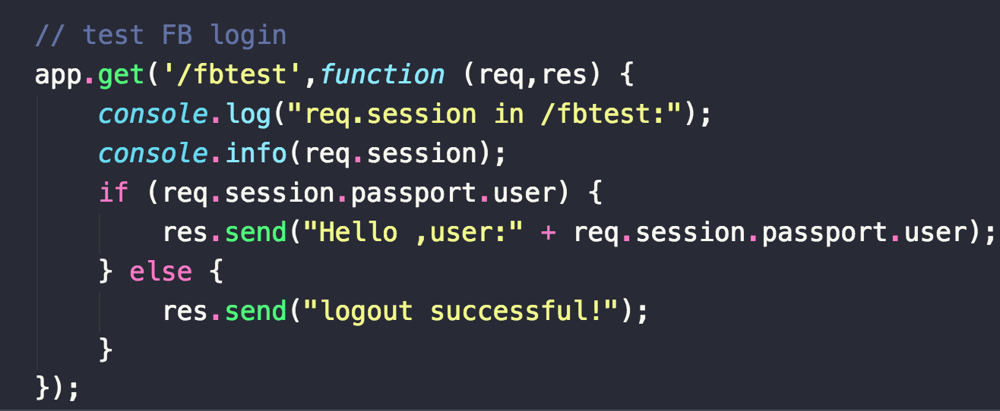 // test FB login
app.get('/fbtest',function (req,res) {
console.log("req.session in /fbtest:");
console.info(req.session);
if (req.session.passport.user) {
res.send("Hello ,user:" + req.session.passport.user);
} else {
res.send("logout successful!");
}
});